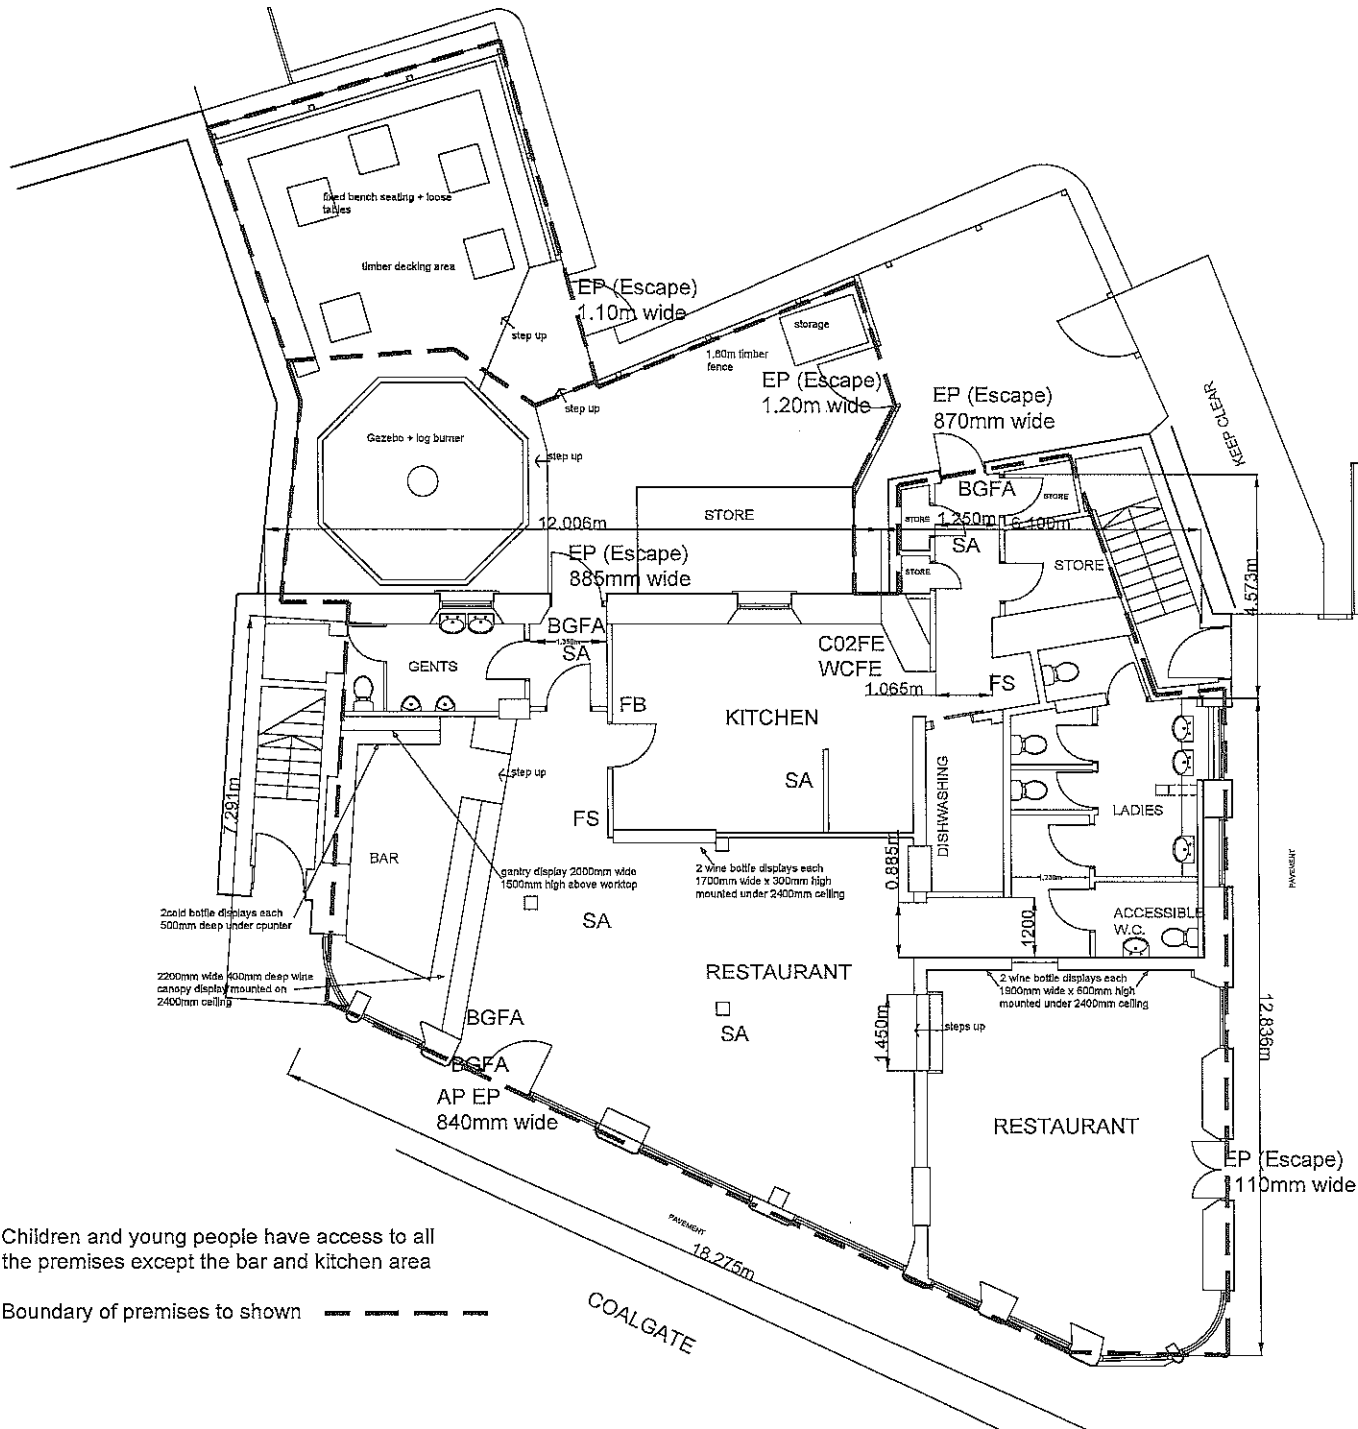 fixed bench seating + loose
tables
timber decking area
EP (Escape)
1.10m wide
step up
storage
1.80m timber
fence
EP (Escape)
1.20m wide
step up
EP (Escape)
870mm wide
KEEP CLEAR
Gazebo + log burner
step up
BGFA
STORE
STORE
STORE
12.006m
1.250m
6.100m
SA
EP (Escape)
885mm wide
STORE
STORE
4.573m
BGFA
SA
GENTS
C02FE
WCFE
1.065m
FS
FB
KITCHEN
step up
SA
DISHWASHING
LADIES
7.291m
FS
BAR
gantry display 2000mm wide
1500mm high above worktop
2 wine bottle displays each
1700mm wide x 300mm high
mounted under 2400mm ceiling
0.885m
PAVEMENT
2cold bottle displays each
500mm deep under counter
SA
1200
ACCESSIBLE
W.C.
2200mm wide 400mm deep wine
canopy display mounted on
2400mm ceiling
RESTAURANT
2 wine bottle displays each
1900mm wide x 600mm high
mounted under 2400mm ceiling
BGFA
SA
1.450m
steps up
12.836m
BGFA
AP EP
840mm wide
RESTAURANT
EP (Escape)
110mm wide
PAVEMENT
18.275m
COALGATE
Children and young people have access to all
the premises except the bar and kitchen area
Boundary of premises to shown